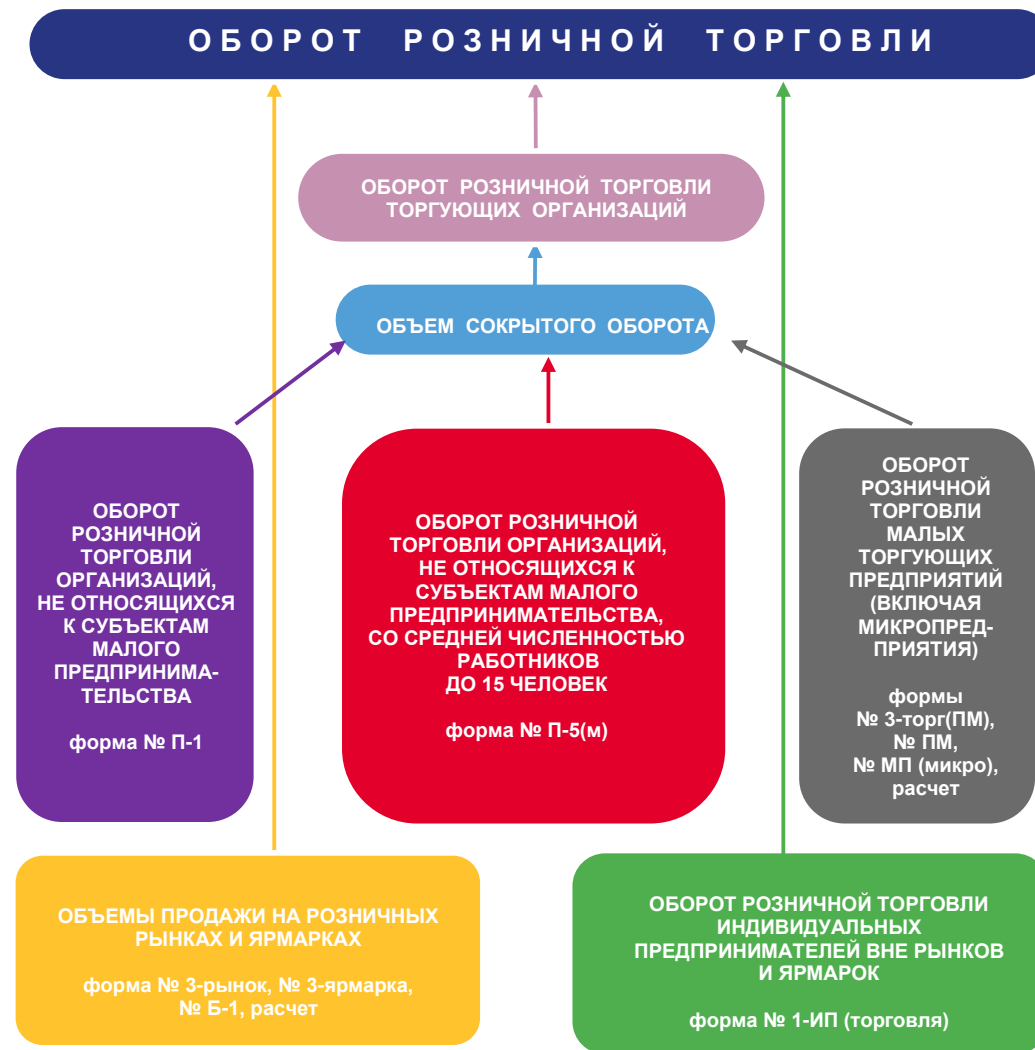 ОБОРОТ РОЗНИЧНОЙ ТОРГОВЛИ
ОБОРОТ РОЗНИЧНОЙ ТОРГОВЛИ
ТОРГУЮЩИХ ОРГАНИЗАЦИЙ
ОБЪЕМ СОКРЫТОГО ОБОРОТА
ОБОРОТ
РОЗНИЧНОЙ
ТОРГОВЛИ
ОРГАНИЗАЦИЙ,
НЕ ОТНОСЯЩИХСЯ
К СУБЪЕКТАМ
МАЛОГО
ПРЕДПРИНИМА-
ТЕЛЬСТВА
форма № П-1
ОБОРОТ РОЗНИЧНОЙ
ТОРГОВЛИ ОРГАНИЗАЦИЙ,
НЕ ОТНОСЯЩИХСЯ К
СУБЪЕКТАМ МАЛОГО
ПРЕДПРИНИМАТЕЛЬСТВА,
СО СРЕДНЕЙ ЧИСЛЕННОСТЬЮ
РАБОТНИКОВ
ДО 15 ЧЕЛОВЕК
форма № П-5(м)
ОБОРОТ
РОЗНИЧНОЙ
ТОРГОВЛИ
МАЛЫХ
ТОРГУЮЩИХ
ПРЕДПРИЯТИЙ
(ВКЛЮЧАЯ
МИКРОПРЕД-
ПРИЯТИЯ)
формы
№ 3-торг(ПМ),
№ ПМ,
№ МП (микро),
расчет
ОБЪЕМЫ ПРОДАЖИ НА РОЗНИЧНЫХ
РЫНКАХ И ЯРМАРКАХ
форма № 3-рынок, № 3-ярмарка,
№ Б-1, расчет
ОБОРОТ РОЗНИЧНОЙ ТОРГОВЛИ
ИНДИВИДУАЛЬНЫХ
ПРЕДПРИНИМАТЕЛЕЙ ВНЕ РЫНКОВ
И ЯРМАРОК
форма № 1-ИП (торговля)